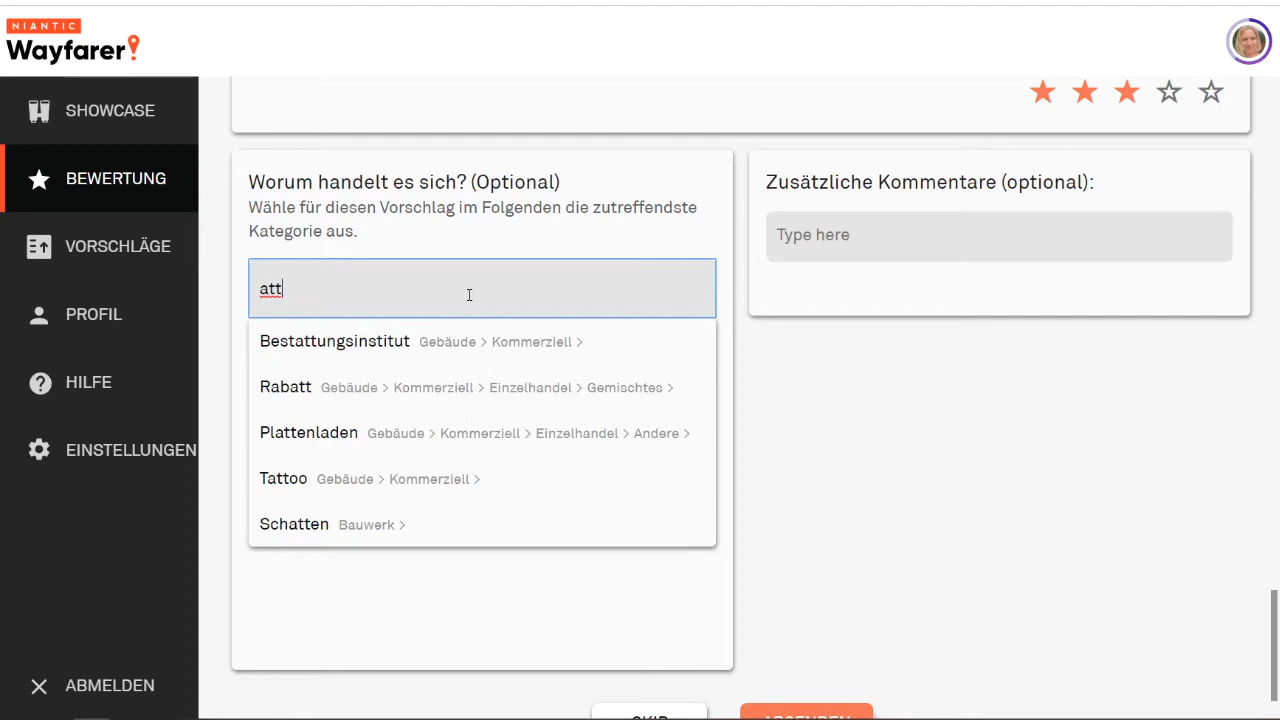 NIANTIC
Wayfarer!
SHOWCASE
BEWERTUNG
VORSCHLÄGE
PROFIL
HILFE
EINSTELLUNGEN
ABMELDEN
Worum handelt es sich? (Optional)
Wähle für diesen Vorschlag im Folgenden die zutreffendste
Kategorie aus.
att
Bestattungsinstitut Gebäude > Kommerziell >
Rabatt Gebäude > Kommerziell > Einzelhandel > Gemischtes >
Plattenladen Gebäude > Kommerziell > Einzelhandel > Andere >
Tattoo Gebäude > Kommerziell >
Schatten Bauwerk >
Zusätzliche Kommentare (optional):
Type here
SKIP
ABSENDEN